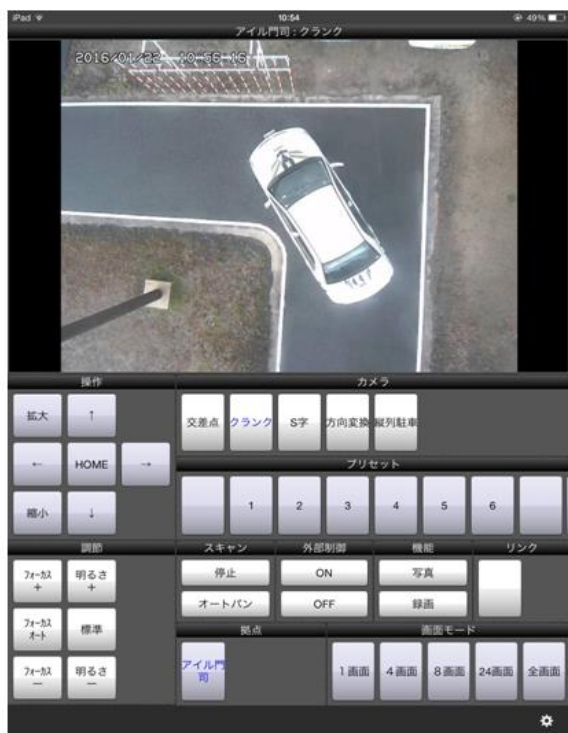 iPad 10:54 49%
アイル門司:クランク
2016/01/22 10:56:16
操作
拡大
↑
←
HOME
→
縮小
↓
カメラ
交差点
クランク
S字
方向変換
縦列駐車
プリセット
1
2
3
4
5
6
調節
フォーカス
+
明るさ
+
フォーカス
オート
標準
フォーカス
ー
明るさ
ー
スキャン
停止
オートパン
外部制御
ON
OFF
機能
写真
録画
リンク
拠点
アイル門
司
画面モード
1画面
4画面
8画面
24画面
全画面